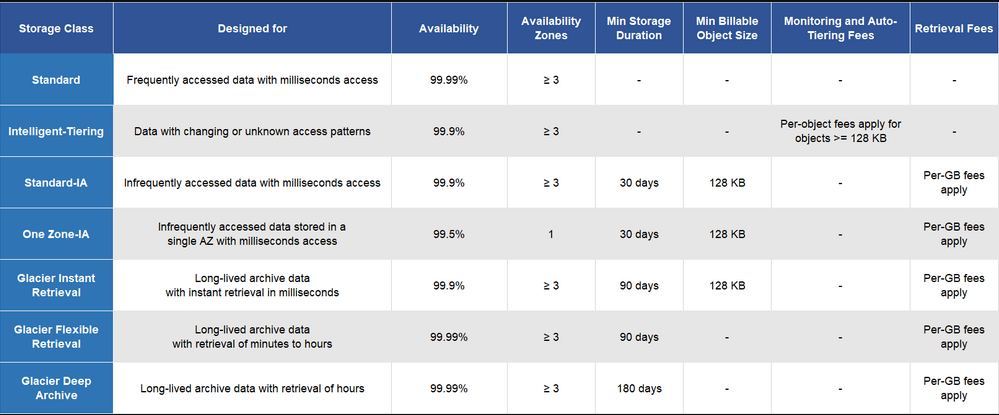 Storage Class
Designed for
Availability
Availability
Zones
Min Storage
Duration
Min Billable
Object Size
Monitoring and Auto-
Tiering Fees
Retrieval Fees
Standard
Frequently accessed data with milliseconds access
99.99%
≥ 3
-
-
-
-
Intelligent-Tiering
Data with changing or unknown access patterns
99.9%
≥ 3
-
-
Per-object fees apply for
objects >= 128 KB
-
Standard-IA
Infrequently accessed data with milliseconds access
99.9%
≥ 3
30 days
128 KB
-
Per-GB fees
apply
One Zone-IA
Infrequently accessed data stored in a
single AZ with milliseconds access
99.5%
1
30 days
128 KB
-
Per-GB fees
apply
Glacier Instant
Retrieval
Long-lived archive data
with instant retrieval in milliseconds
99.9%
≥ 3
90 days
128 KB
-
Per-GB fees
apply
Glacier Flexible
Retrieval
Long-lived archive data
with retrieval of minutes to hours
99.99%
≥ 3
90 days
-
-
Per-GB fees
apply
Glacier Deep
Archive
Long-lived archive data with retrieval of hours
99.99%
≥ 3
180 days
-
-
Per-GB fees
apply